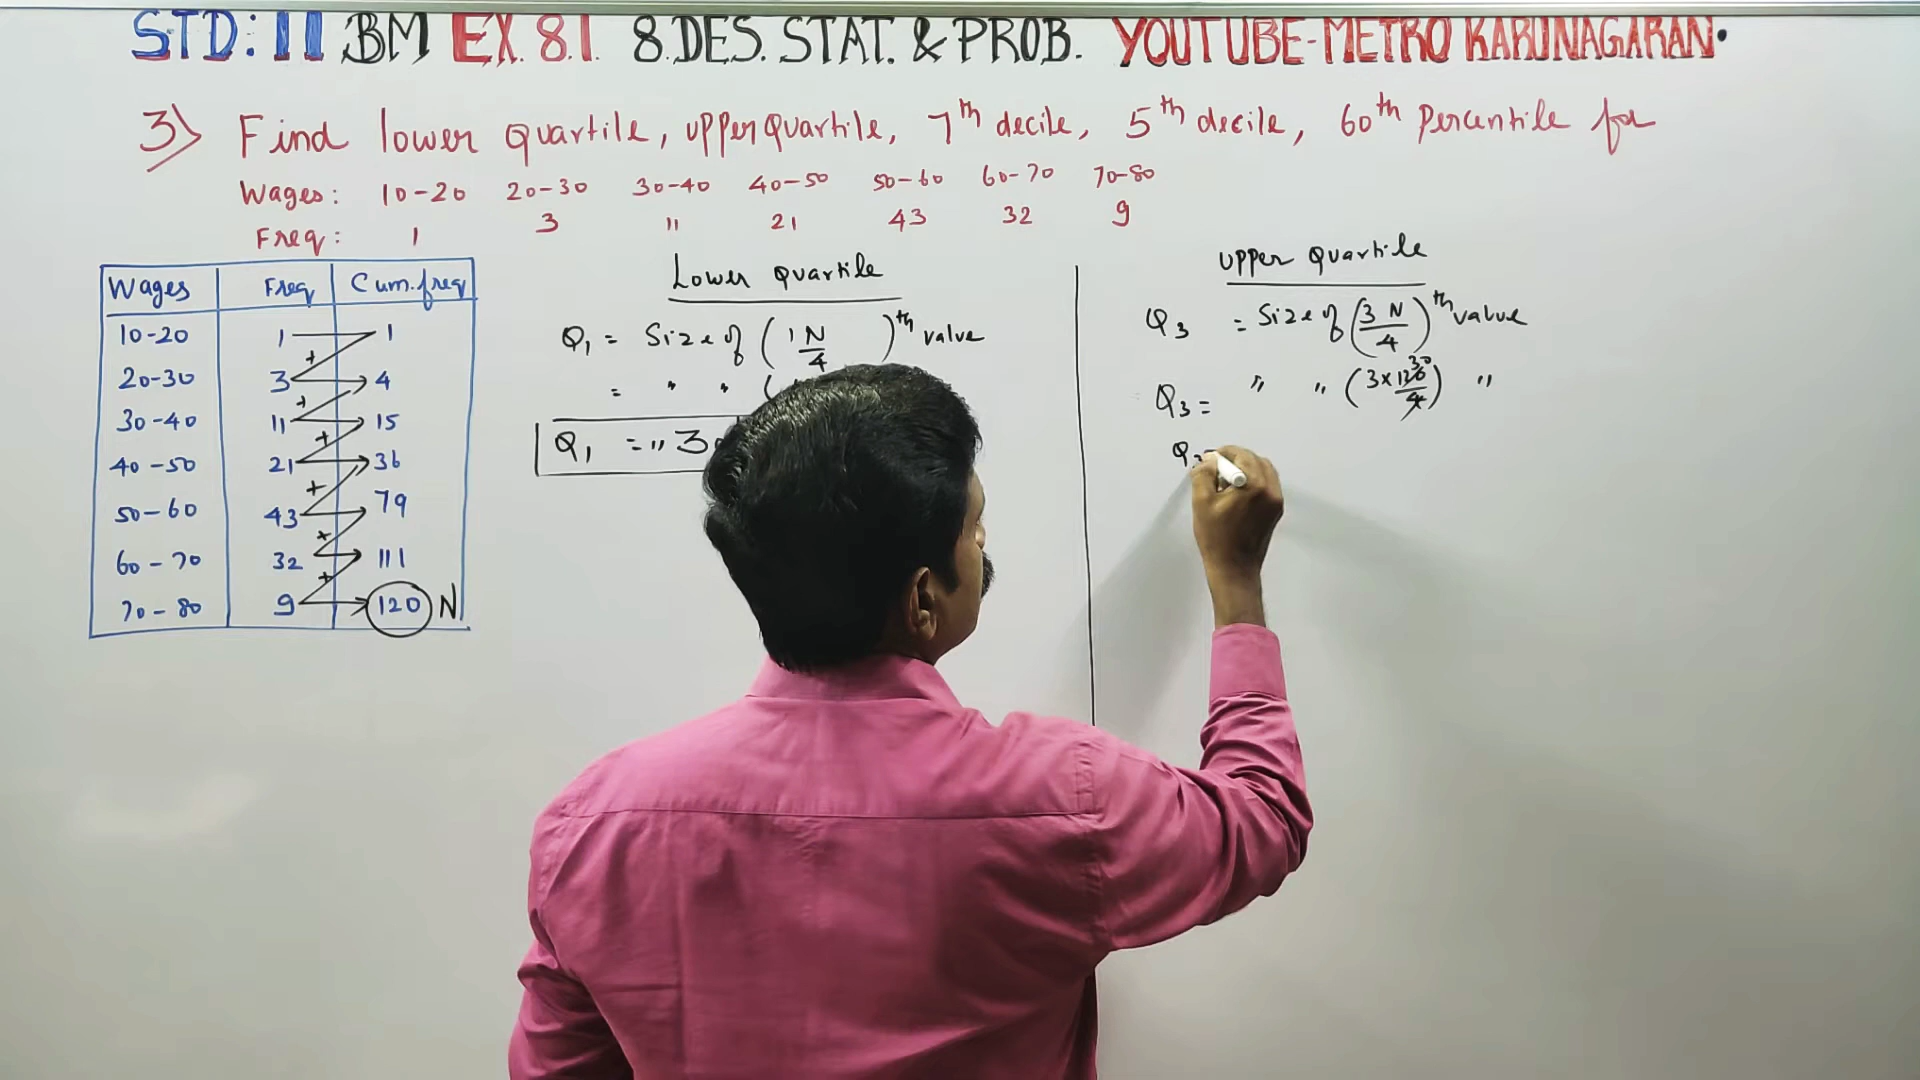 STD: 11 BM EX. 8.1. 8.DES. STAT. & PROB. YOUTUBE-METRO KARUNAGARAN.
3) Find lower quartile, upper quartile, 7th decile, 5th decile, 60th Percentile for
Wages: 10-20 20-30 30-40 40-50 50-60 60-70 70-80
Freq: 1 3 11 21 43 32 9
Wages Freq Cum.freq
10-20 1 1
20-30 3 4
30-40 11 15
40-50 21 36
50-60 43 79
60-70 32 111
70-80 9 120 N
Lower quartile
Q1 = Size of (1N/4)th value
= " " (
Q1 = " 30
Upper Quartile
Q3 = Size of (3N/4)th value
Q3 = " " (3×120/4) " 30
Q3